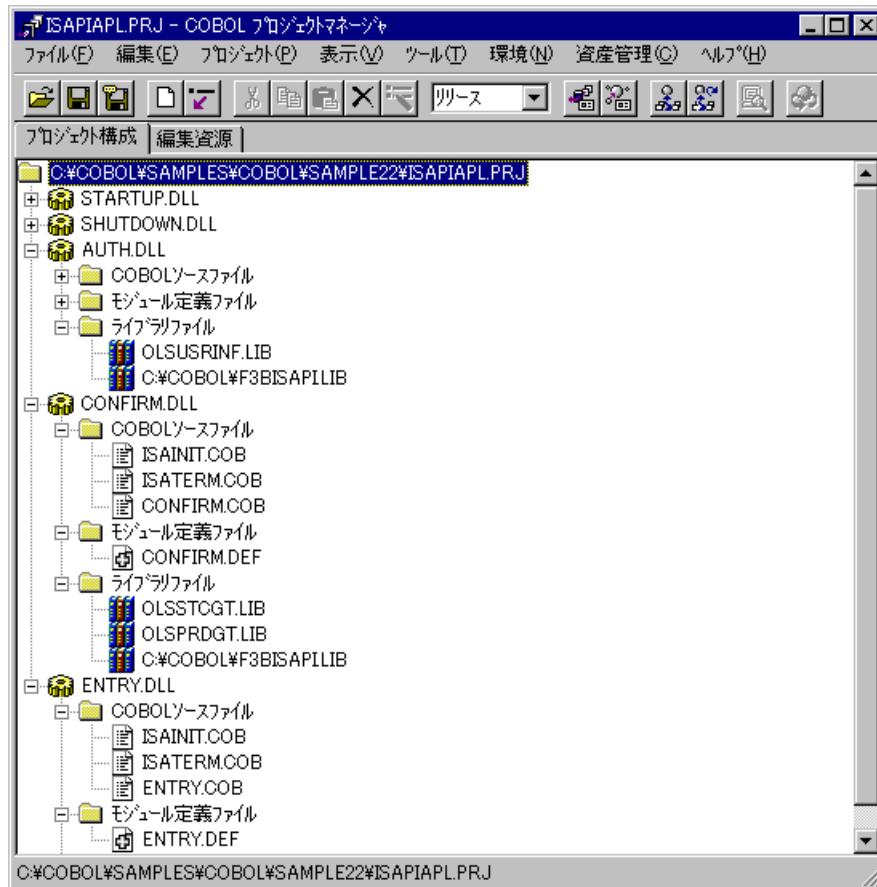 ISAPIAPL.PRJ - COBOL プロジェクトマネージャ
ファイル(F) 編集(E) プロジェクト(P) 表示(V) ツール(T) 環境(N) 資産管理(C) ヘルプ(H)
リリース
プロジェクト構成 編集資源
C:¥COBOL¥SAMPLES¥COBOL¥SAMPLE22¥ISAPIAPL.PRJ
STARTUP.DLL
SHUTDOWN.DLL
AUTH.DLL
COBOLソースファイル
モジュール定義ファイル
ライブラリファイル
OLSUSRINF.LIB
C:¥COBOL¥F3BISAPI.LIB
CONFIRM.DLL
COBOLソースファイル
ISAINIT.COB
ISATERM.COB
CONFIRM.COB
モジュール定義ファイル
CONFIRM.DEF
ライブラリファイル
OLSSTCGT.LIB
OLSPRDGT.LIB
C:¥COBOL¥F3BISAPI.LIB
ENTRY.DLL
COBOLソースファイル
ISAINIT.COB
ISATERM.COB
ENTRY.COB
モジュール定義ファイル
ENTRY.DEF
C:¥COBOL¥SAMPLES¥COBOL¥SAMPLE22¥ISAPIAPL.PRJ